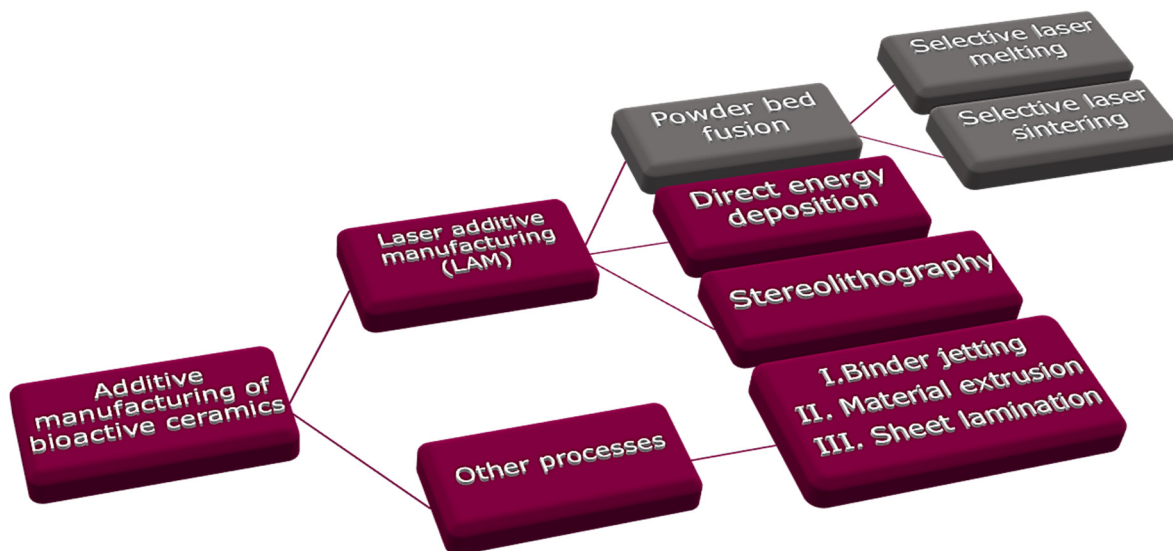 Selective laser
melting
Selective laser
sintering
Powder bed
fusion
Direct energy
deposition
Laser additive
manufacturing
(LAM)
Stereolithography
I.Binder jetting
II. Material extrusion
III. Sheet lamination
Additive
manufacturing of
bioactive ceramics
Other processes